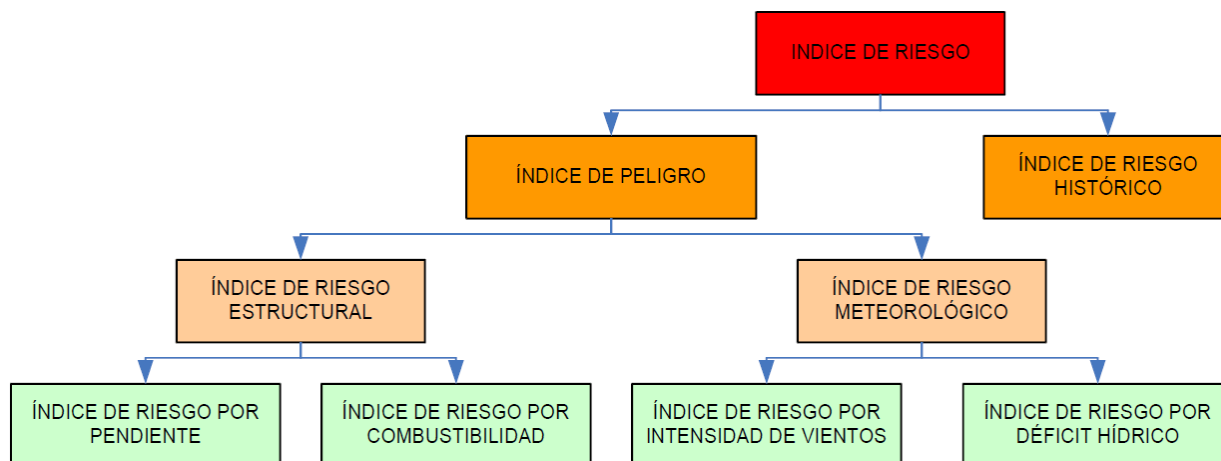 INDICE DE RIESGO
ÍNDICE DE PELIGRO
ÍNDICE DE RIESGO
HISTÓRICO
ÍNDICE DE RIESGO
ESTRUCTURAL
ÍNDICE DE RIESGO
METEOROLÓGICO
ÍNDICE DE RIESGO POR
PENDIENTE
ÍNDICE DE RIESGO POR
COMBUSTIBILIDAD
ÍNDICE DE RIESGO POR
INTENSIDAD DE VIENTOS
ÍNDICE DE RIESGO POR
DÉFICIT HÍDRICO